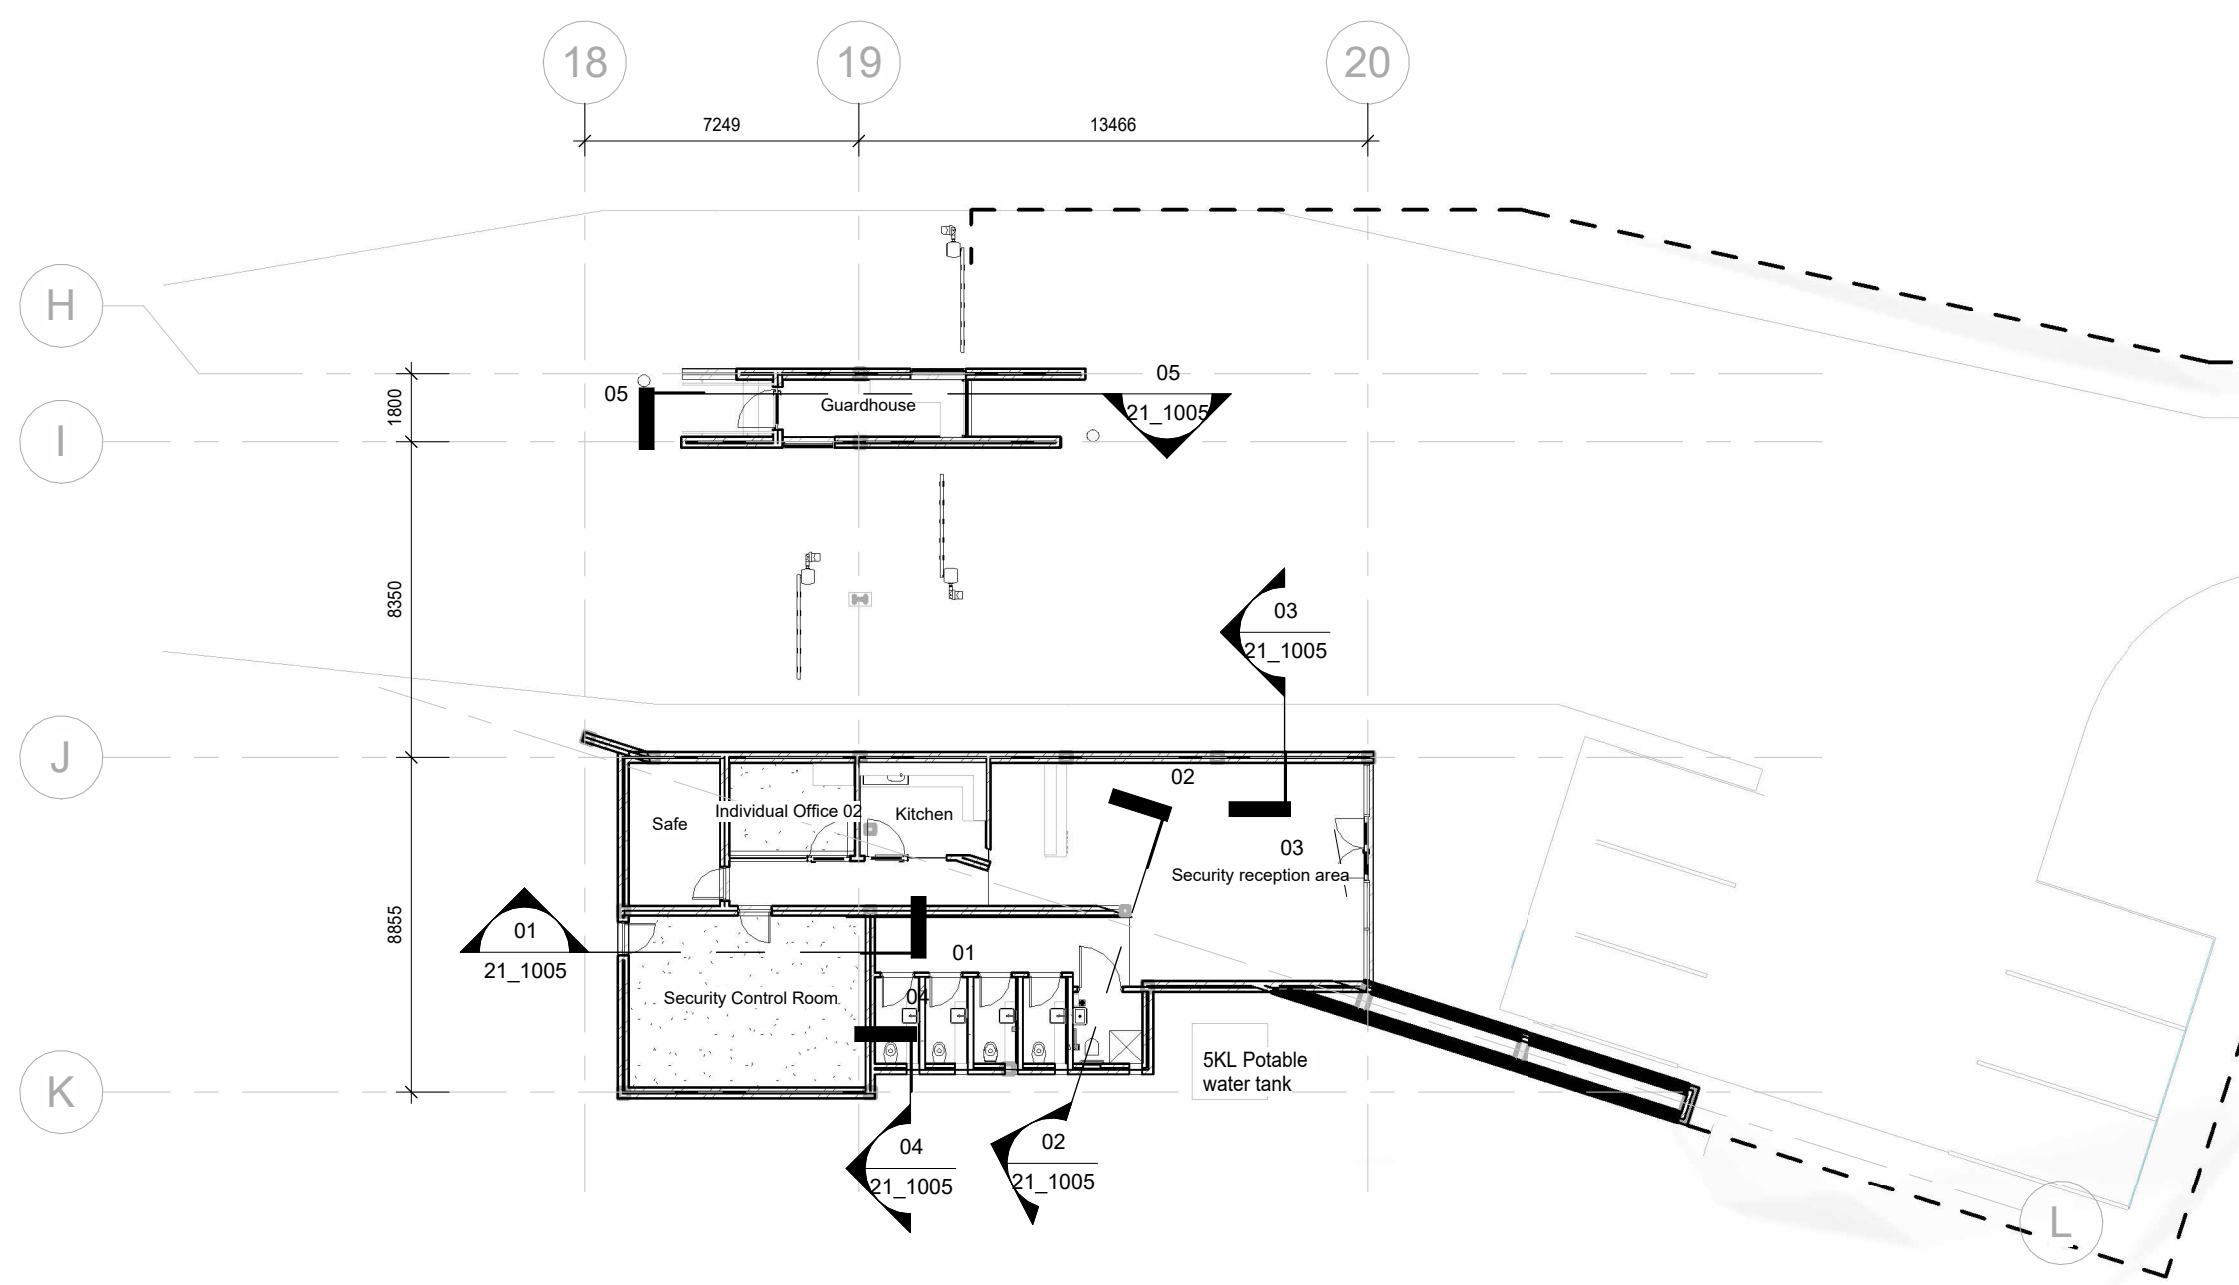 18
19
20
7249
13466
H
05
05
1800
Guardhouse
21_1005
I
8350
03
21_1005
J
02
Individual Office 02
Kitchen
Safe
03
Security reception area
8855
01
01
21_1005
04
Security Control Room
5KL Potable
water tank
K
04
02
21_1005
21_1005
L